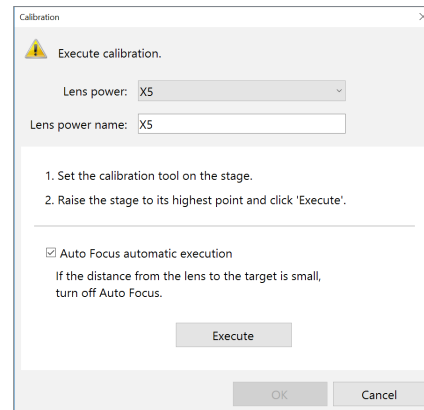 Calibration
Execute calibration.
Lens power: X5
Lens power name: X5
1. Set the calibration tool on the stage.
2. Raise the stage to its highest point and click 'Execute'.
Auto Focus automatic execution
If the distance from the lens to the target is small,
turn off Auto Focus.
Execute
OK Cancel